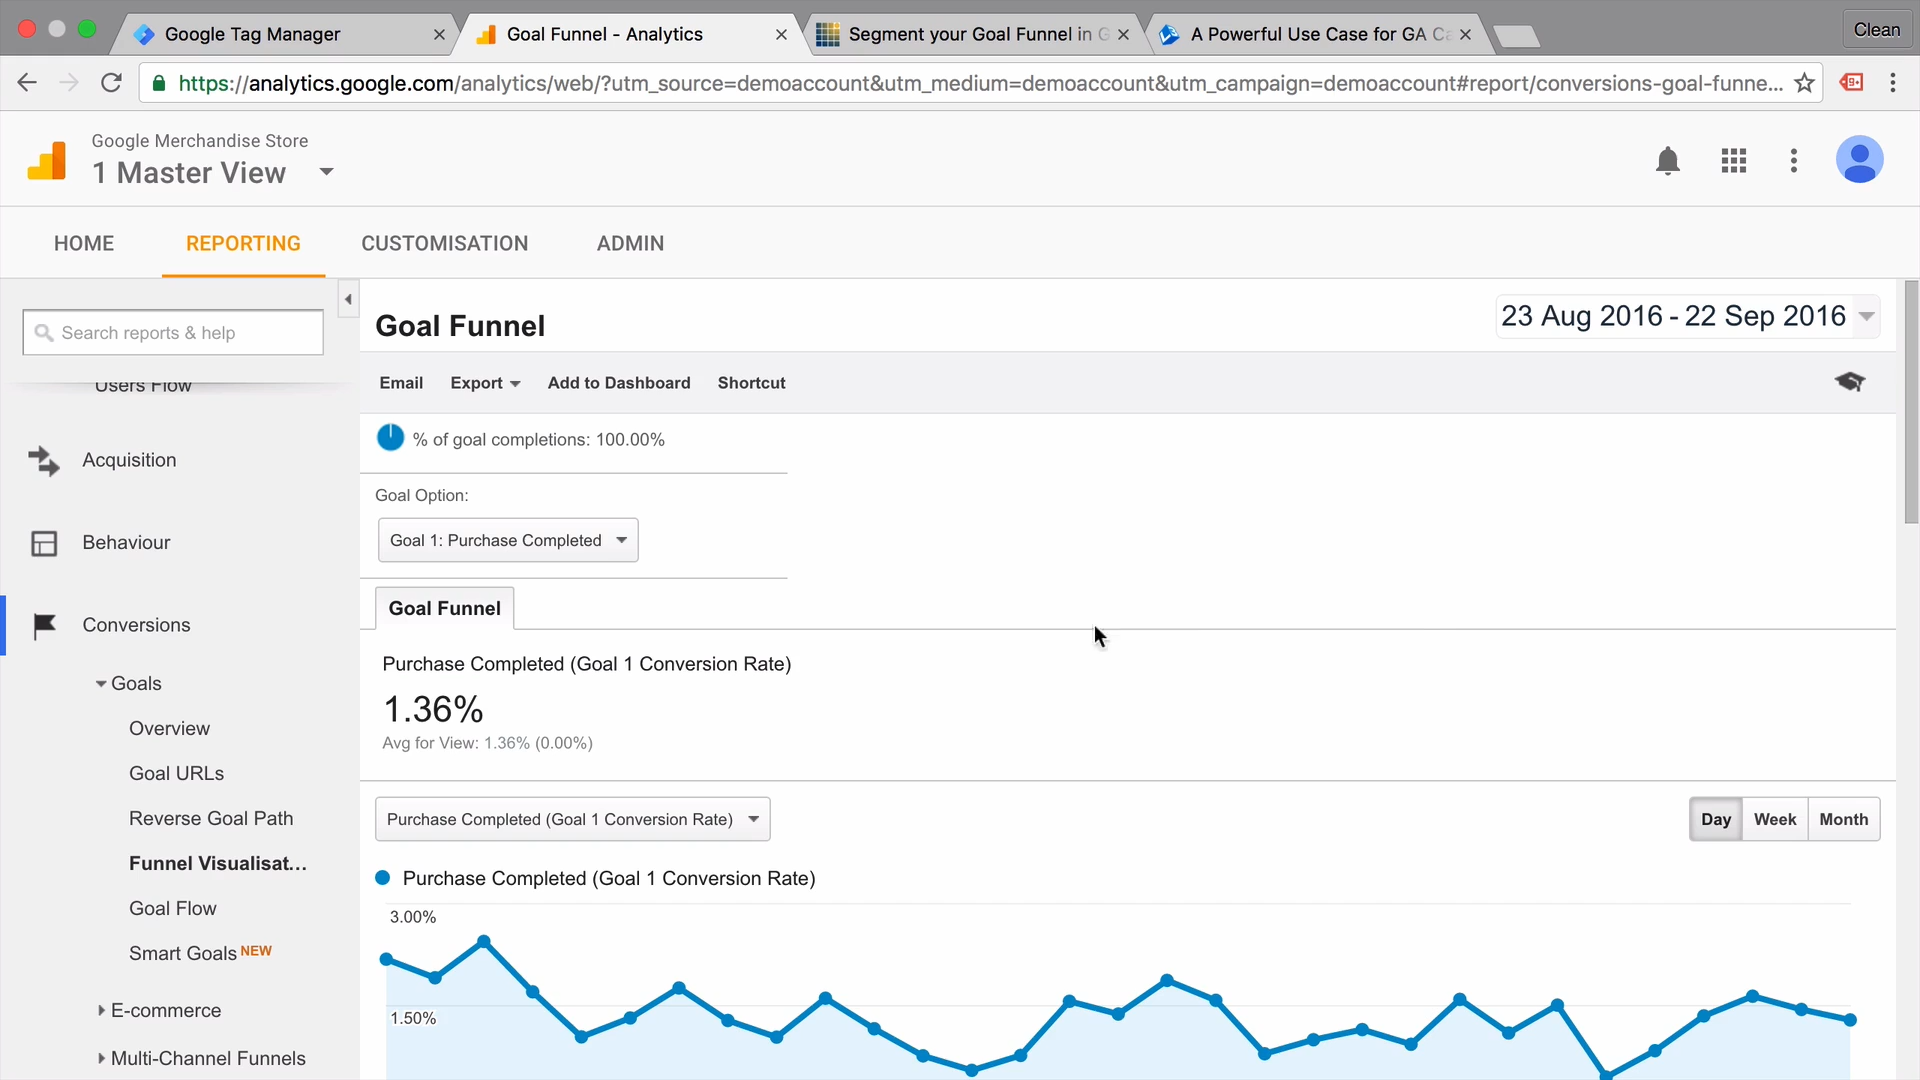 Google Tag Manager
Goal Funnel - Analytics
Segment your Goal Funnel in G
A Powerful Use Case for GA Ca
Clean
https://analytics.google.com/analytics/web/?utm_source=demoaccount&utm_medium=demoaccount&utm_campaign=demoaccount#report/conversions-goal-funne...
Google Merchandise Store
1 Master View
HOME
REPORTING
CUSTOMISATION
ADMIN
Search reports & help
Users Flow
Acquisition
Behaviour
Conversions
Goals
Overview
Goal URLs
Reverse Goal Path
Funnel Visualisat...
Goal Flow
Smart Goals NEW
E-commerce
Multi-Channel Funnels
Goal Funnel
23 Aug 2016 - 22 Sep 2016
Email
Export
Add to Dashboard
Shortcut
% of goal completions: 100.00%
Goal Option:
Goal 1: Purchase Completed
Goal Funnel
Purchase Completed (Goal 1 Conversion Rate)
1.36%
Avg for View: 1.36% (0.00%)
Purchase Completed (Goal 1 Conversion Rate)
Day
Week
Month
Purchase Completed (Goal 1 Conversion Rate)
3.00%
1.50%